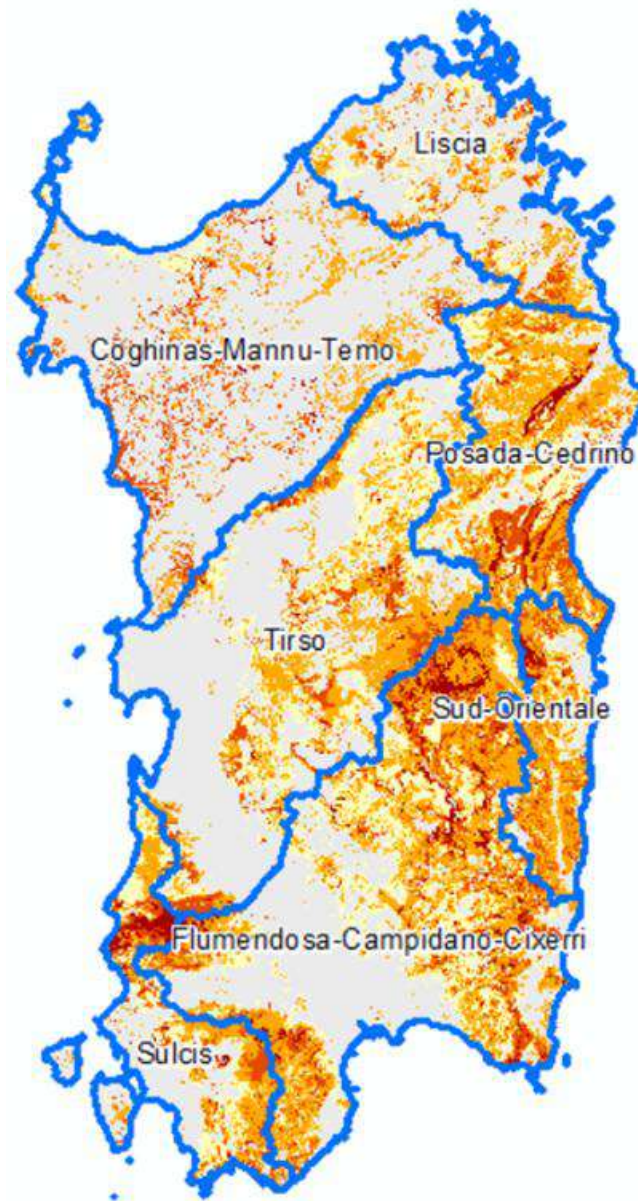 Liscia
Coghinas-Mannu-Temo
Posada-Cedrino
Tirso
Sud-Orientale
Flumendosa-Campidano-Cixerri
Sulcis